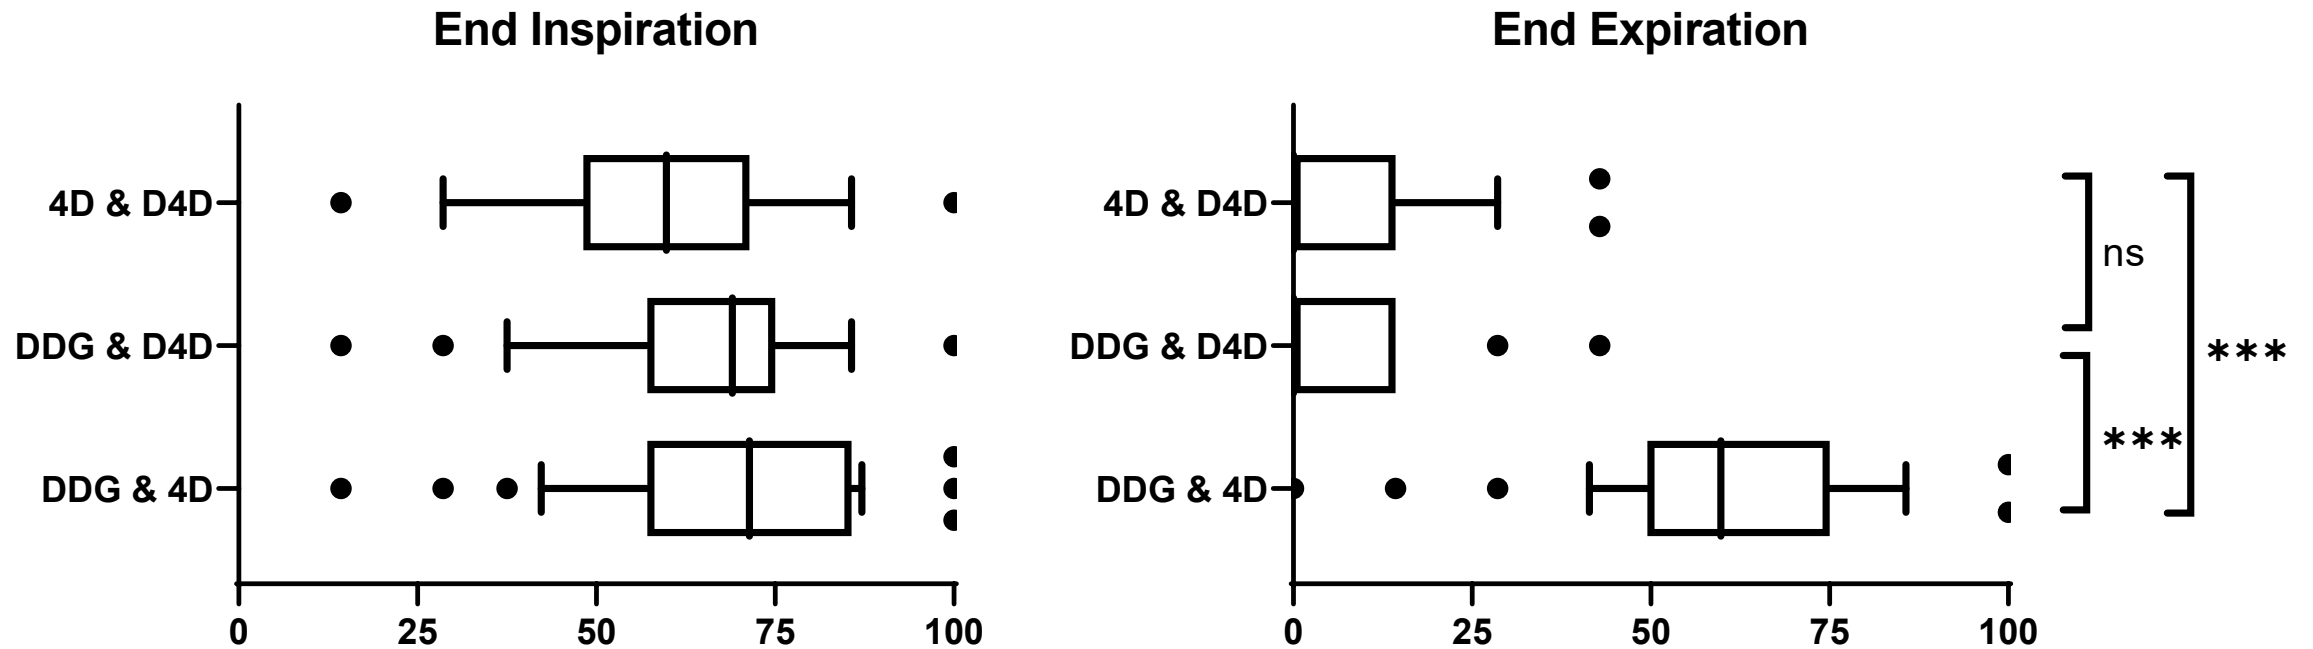 End Inspiration
4D & D4D
DDG & D4D
DDG & 4D
0 25 50 75 100
End Expiration
4D & D4D
DDG & D4D
DDG & 4D
0 25 50 75 100
ns
***
***